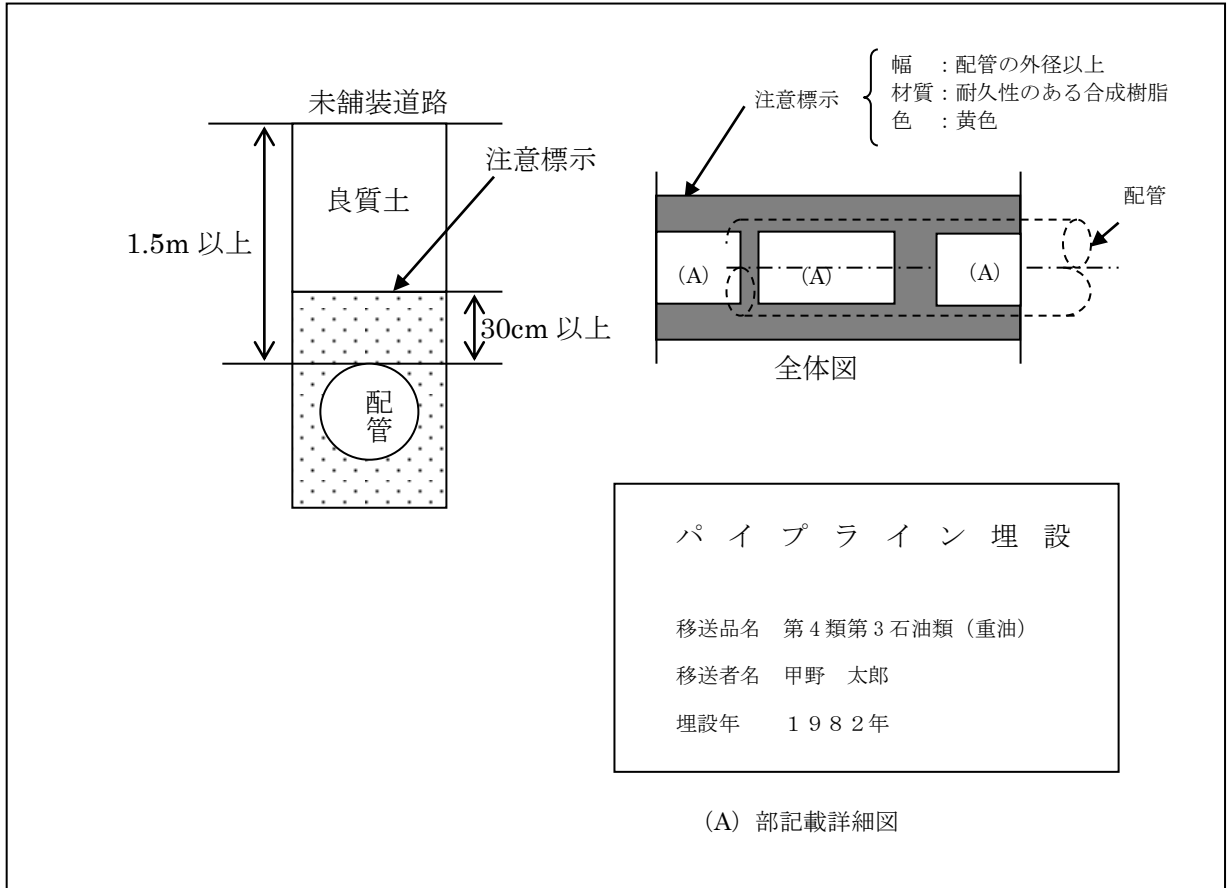 未舗装道路
注意標示
良質土
1.5m 以上
30cm 以上
配管
注意標示
幅 ：配管の外径以上
材質：耐久性のある合成樹脂
色 ：黄色
配管
(A) (A) (A)
全体図
パ イ プ ラ イ ン 埋 設
移送品名 第４類第３石油類（重油）
移送者名 甲野 太郎
埋設年 １９８２年
(A) 部記載詳細図